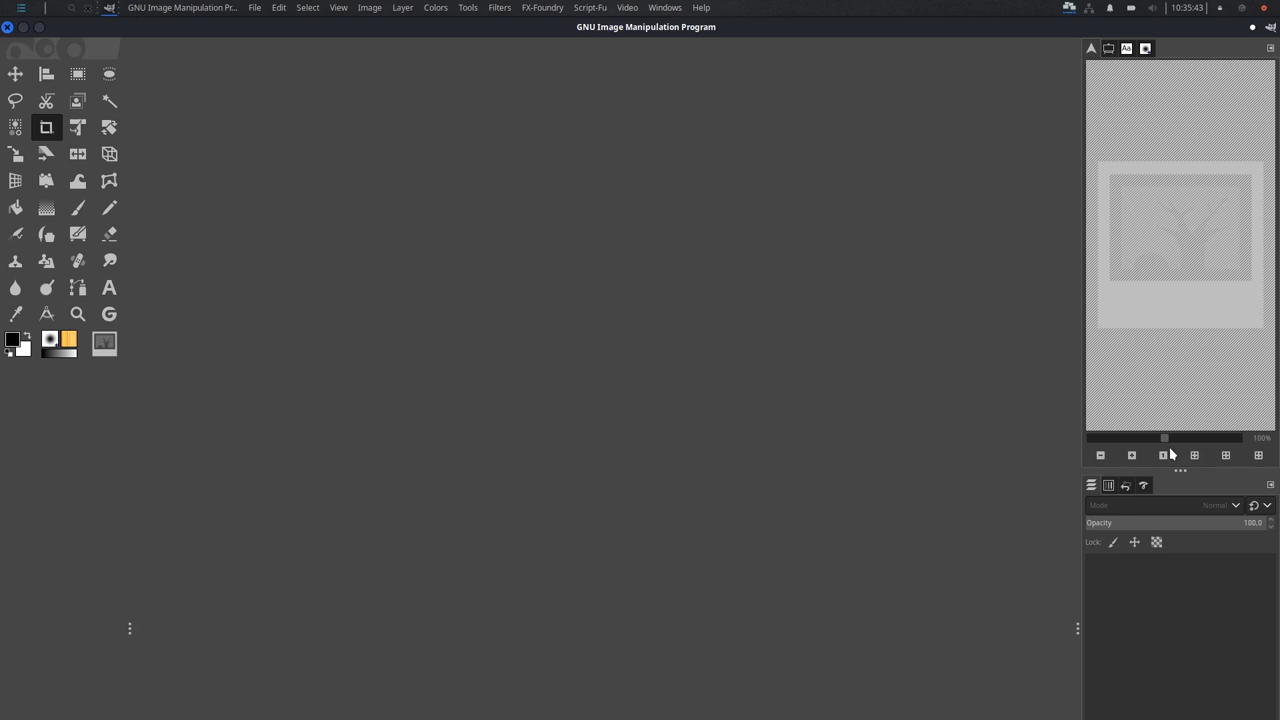 GNU Image Manipulation Pr... File Edit Select View Image Layer Colors Tools Filters FX-Foundry Script-Fu Video Windows Help 10:35:43
GNU Image Manipulation Program
Aa
100%
Mode Normal
Opacity 100,0
Lock: